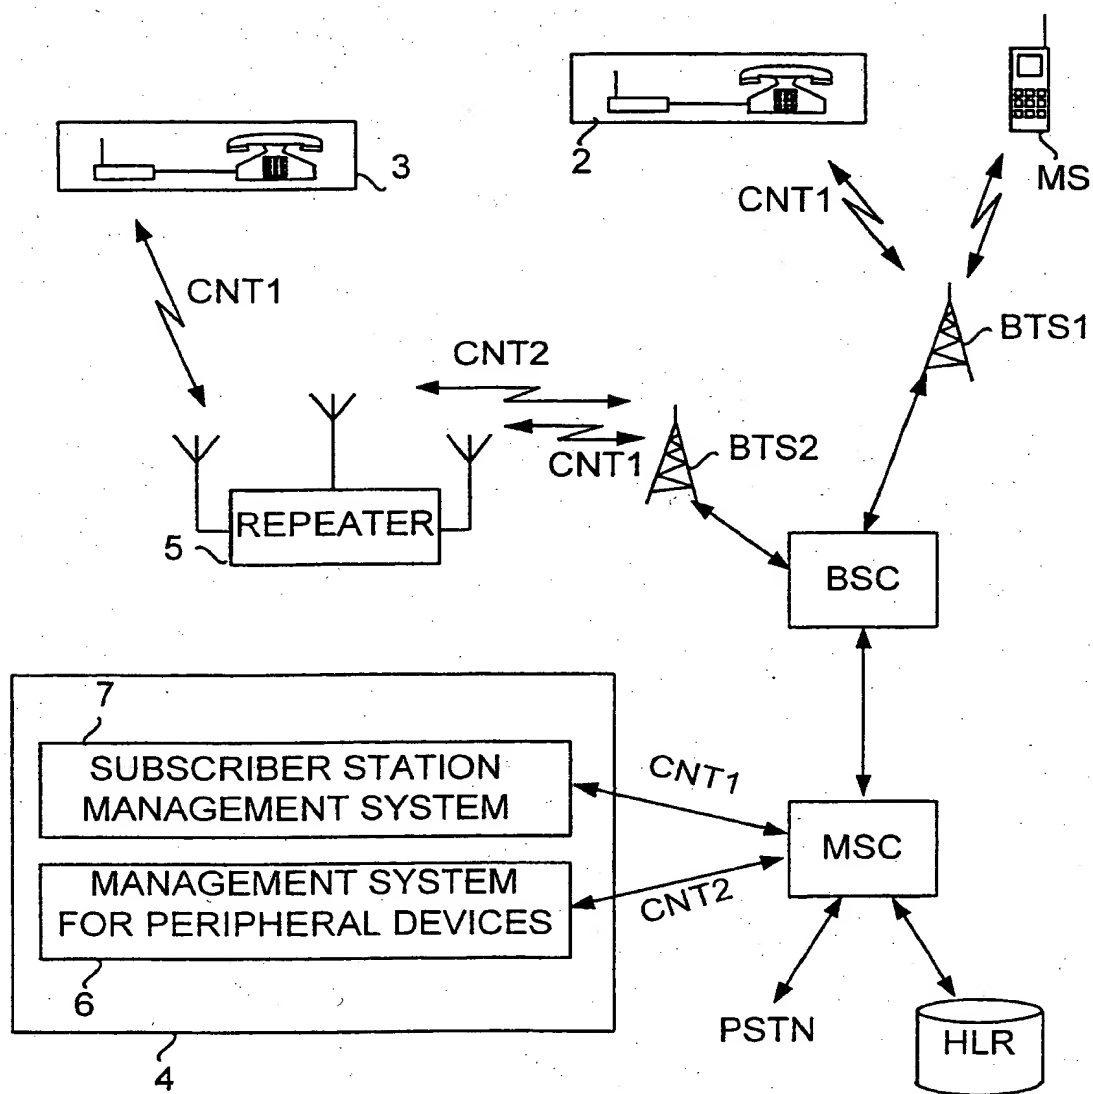 2
MS
3
CNT1
CNT1
BTS1
CNT2
CNT1
BTS2
REPEATER
5
BSC
7
SUBSCRIBER STATION
MANAGEMENT SYSTEM
CNT1
MSC
MANAGEMENT SYSTEM
FOR PERIPHERAL DEVICES
CNT2
6
PSTN
HLR
4